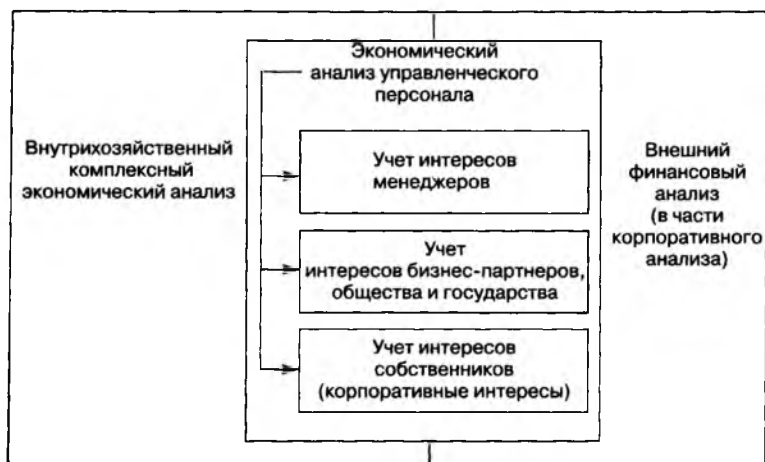 Экономический
анализ управленческого
персонала
Внутрихозяйственный
комплексный
экономический анализ
Учет интересов
менеджеров
Учет
интересов бизнес-партнеров,
общества и государства
Учет интересов
собственников
(корпоративные интересы)
Внешний
финансовый
анализ
(в части
корпоративного
анализа)